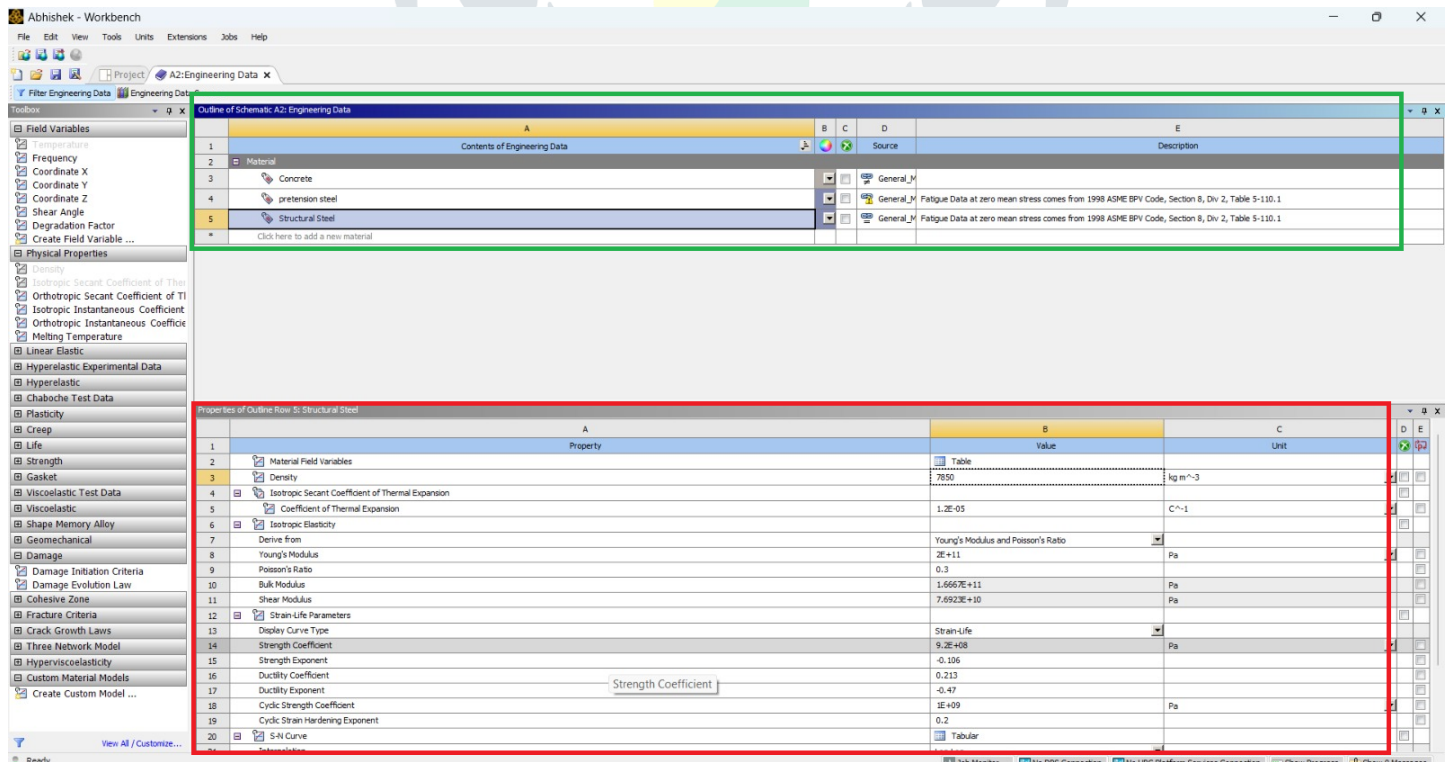 Abhishek - Workbench
File Edit View Tools Units Extensions Jobs Help
Project A2:Engineering Data
Filter Engineering Data Engineering Data
Toolbox
Field Variables
Temperature
Frequency
Coordinate X
Coordinate Y
Coordinate Z
Shear Angle
Degradation Factor
Create Field Variable ...
Physical Properties
Density
Isotropic Secant Coefficient of Ther
Orthotropic Secant Coefficient of Tl
Isotropic Instantaneous Coefficient
Orthotropic Instantaneous Coefficie
Melting Temperature
Linear Elastic
Hyperelastic Experimental Data
Hyperelastic
Chaboche Test Data
Plasticity
Creep
Life
Strength
Gasket
Viscoelastic Test Data
Viscoelastic
Shape Memory Alloy
Geomechanical
Damage
Damage Initiation Criteria
Damage Evolution Law
Cohesive Zone
Fracture Criteria
Crack Growth Laws
Three Network Model
Hyperviscoelasticity
Custom Material Models
Create Custom Model ...
View All / Customize...
Outline of Schematic A2: Engineering Data
A B C D E
1 Contents of Engineering Data Source Description
2 Material
3 Concrete General_M
4 pretension steel General_M Fatigue Data at zero mean stress comes from 1998 ASME BPV Code, Section 8, Div 2, Table 5-110.1
5 Structural Steel General_M Fatigue Data at zero mean stress comes from 1998 ASME BPV Code, Section 8, Div 2, Table 5-110.1
* Click here to add a new material
Properties of Outline Row 5: Structural Steel
A B C D E
1 Property Value Unit
2 Material Field Variables Table
3 Density 7850 kg m^-3
4 Isotropic Secant Coefficient of Thermal Expansion
5 Coefficient of Thermal Expansion 1.2E-05 C^-1
6 Isotropic Elasticity
7 Derive from Young's Modulus and Poisson's Ratio
8 Young's Modulus 2E+11 Pa
9 Poisson's Ratio 0.3
10 Bulk Modulus 1.6667E+11 Pa
11 Shear Modulus 7.6923E+10 Pa
12 Strain-Life Parameters
13 Display Curve Type Strain-Life
14 Strength Coefficient 9.2E+08 Pa
15 Strength Exponent -0.106
16 Ductility Coefficient 0.213
17 Ductility Exponent -0.47
Strength Coefficient
18 Cyclic Strength Coefficient 1E+09 Pa
19 Cyclic Strain Hardening Exponent 0.2
20 S-N Curve Tabular
Ready